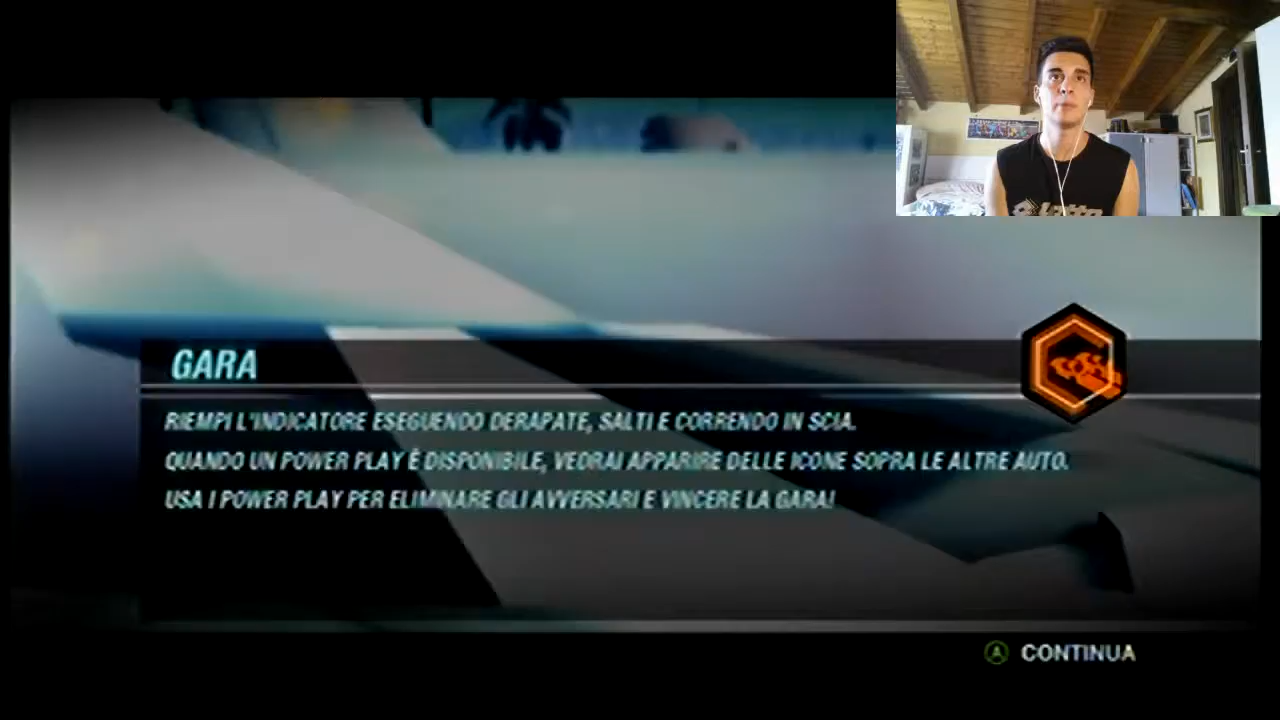 GARA
RIEMPI L'INDICATORE ESEGUENDO DERAPATE, SALTI E CORRENDO IN SCIA.
QUANDO UN POWER PLAY È DISPONIBILE, VEDRAI APPARIRE DELLE ICONE SOPRA LE ALTRE AUTO.
USA I POWER PLAY PER ELIMINARE GLI AVVERSARI E VINCERE LA GARA!
A CONTINUA
lotto